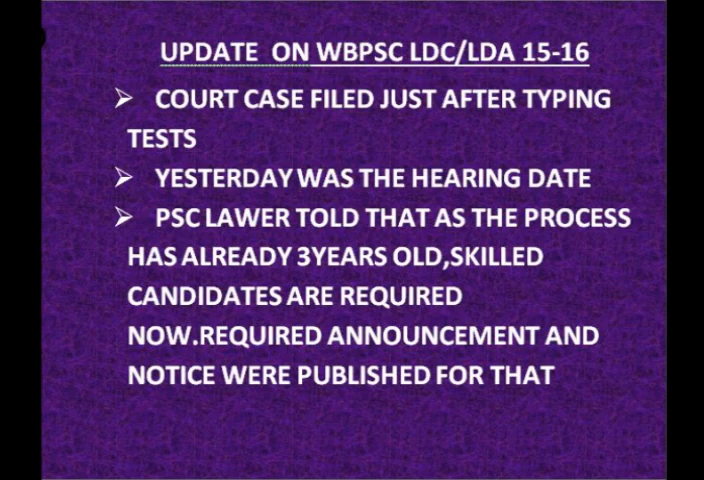 UPDATE ON WBPSC LDC/LDA 15-16
➢ COURT CASE FILED JUST AFTER TYPING
TESTS
➢ YESTERDAY WAS THE HEARING DATE
➢ PSC LAWER TOLD THAT AS THE PROCESS
HAS ALREADY 3YEARS OLD,SKILLED
CANDIDATES ARE REQUIRED
NOW.REQUIRED ANNOUNCEMENT AND
NOTICE WERE PUBLISHED FOR THAT